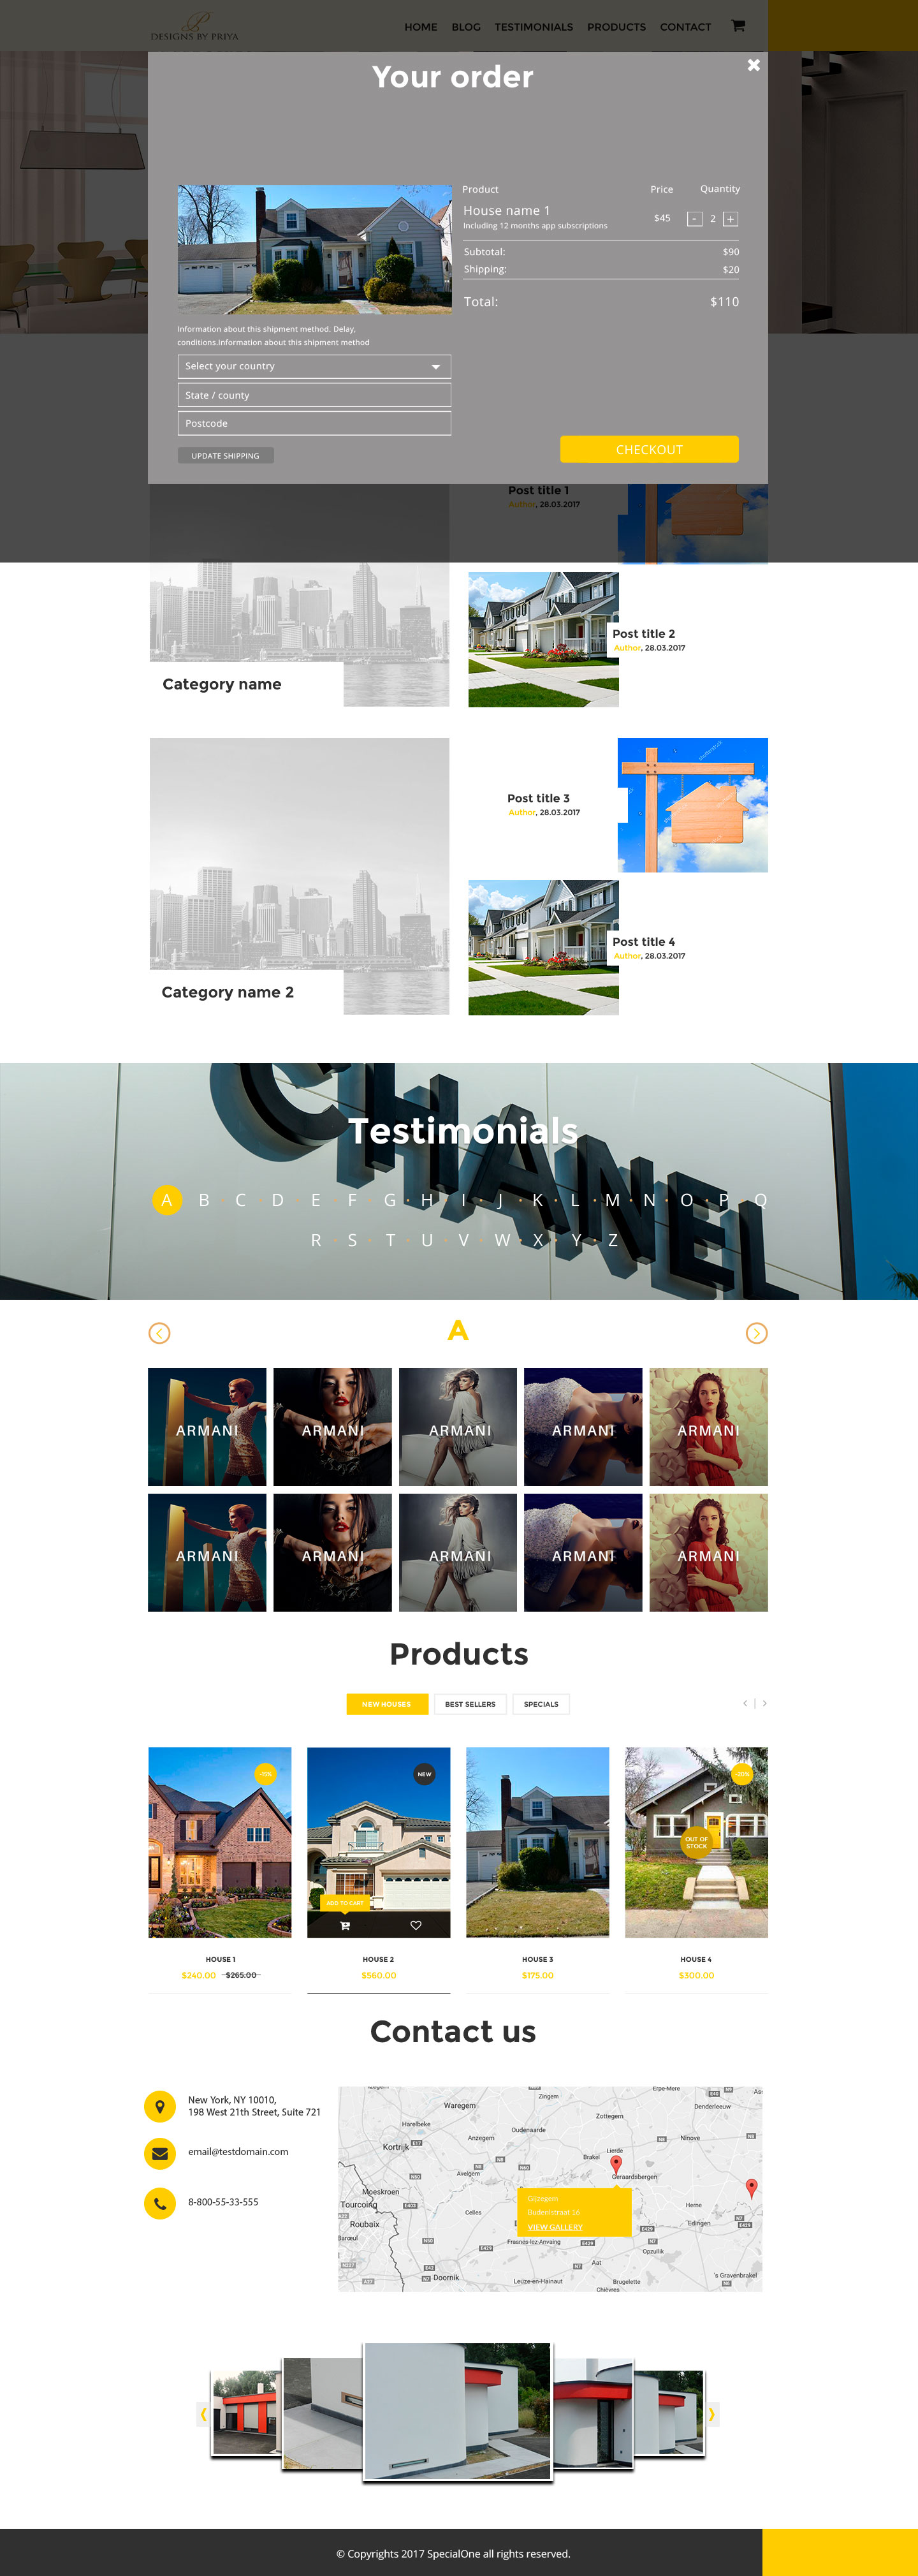 DESIGNS BY PRIYA
HOME BLOG TESTIMONIALS PRODUCTS CONTACT
Your order
Product Price Quantity
House name 1
Including 12 months app subscriptions
$45 - 2 +
Subtotal: $90
Shipping: $20
Total: $110
Information about this shipment method. Delay,
conditions.Information about this shipment method
Select your country
State / county
Postcode
UPDATE SHIPPING
CHECKOUT
Post title 1
Author, 28.03.2017
Post title 2
Author, 28.03.2017
Category name
Post title 3
Author, 28.03.2017
Post title 4
Author, 28.03.2017
Category name 2
CHANEL
Testimonials
A B C D E F G H I J K L M N O P Q
R S T U V W X Y Z
A
ARMANI ARMANI ARMANI ARMANI ARMANI
ARMANI ARMANI ARMANI ARMANI ARMANI
Products
NEW HOUSES BEST SELLERS SPECIALS
NEW
OUT OF
STOCK
ADD TO CART
HOUSE 1 HOUSE 2 HOUSE 3 HOUSE 4
$240.00 $265.00 $560.00 $175.00 $300.00
Contact us
New York, NY 10010,
198 West 21th Street, Suite 721
email@testdomain.com
8-800-55-33-555
Erpe-Mere
Zingem
Waregem
Denderleeuw
Zottegem
Harelbeke
Oudenaarde
Anzegem
Ninove
Kortrijk
Lierde
Brakel
Avelgem
Geraardsbergen
Moeskroen
Tourcoing
Celles
Herne
Roubaix
Tidingen
Gijzegem
Budentstraat 16
VIEW GALLERY
Frasnes-lez-Anvaing
Opzullik
Aat
Doornik
Leuze-en-Hainaut
Brugelette
's Gravenbrakel
Chièvres
© Copyrights 2017 SpecialOne all rights reserved.